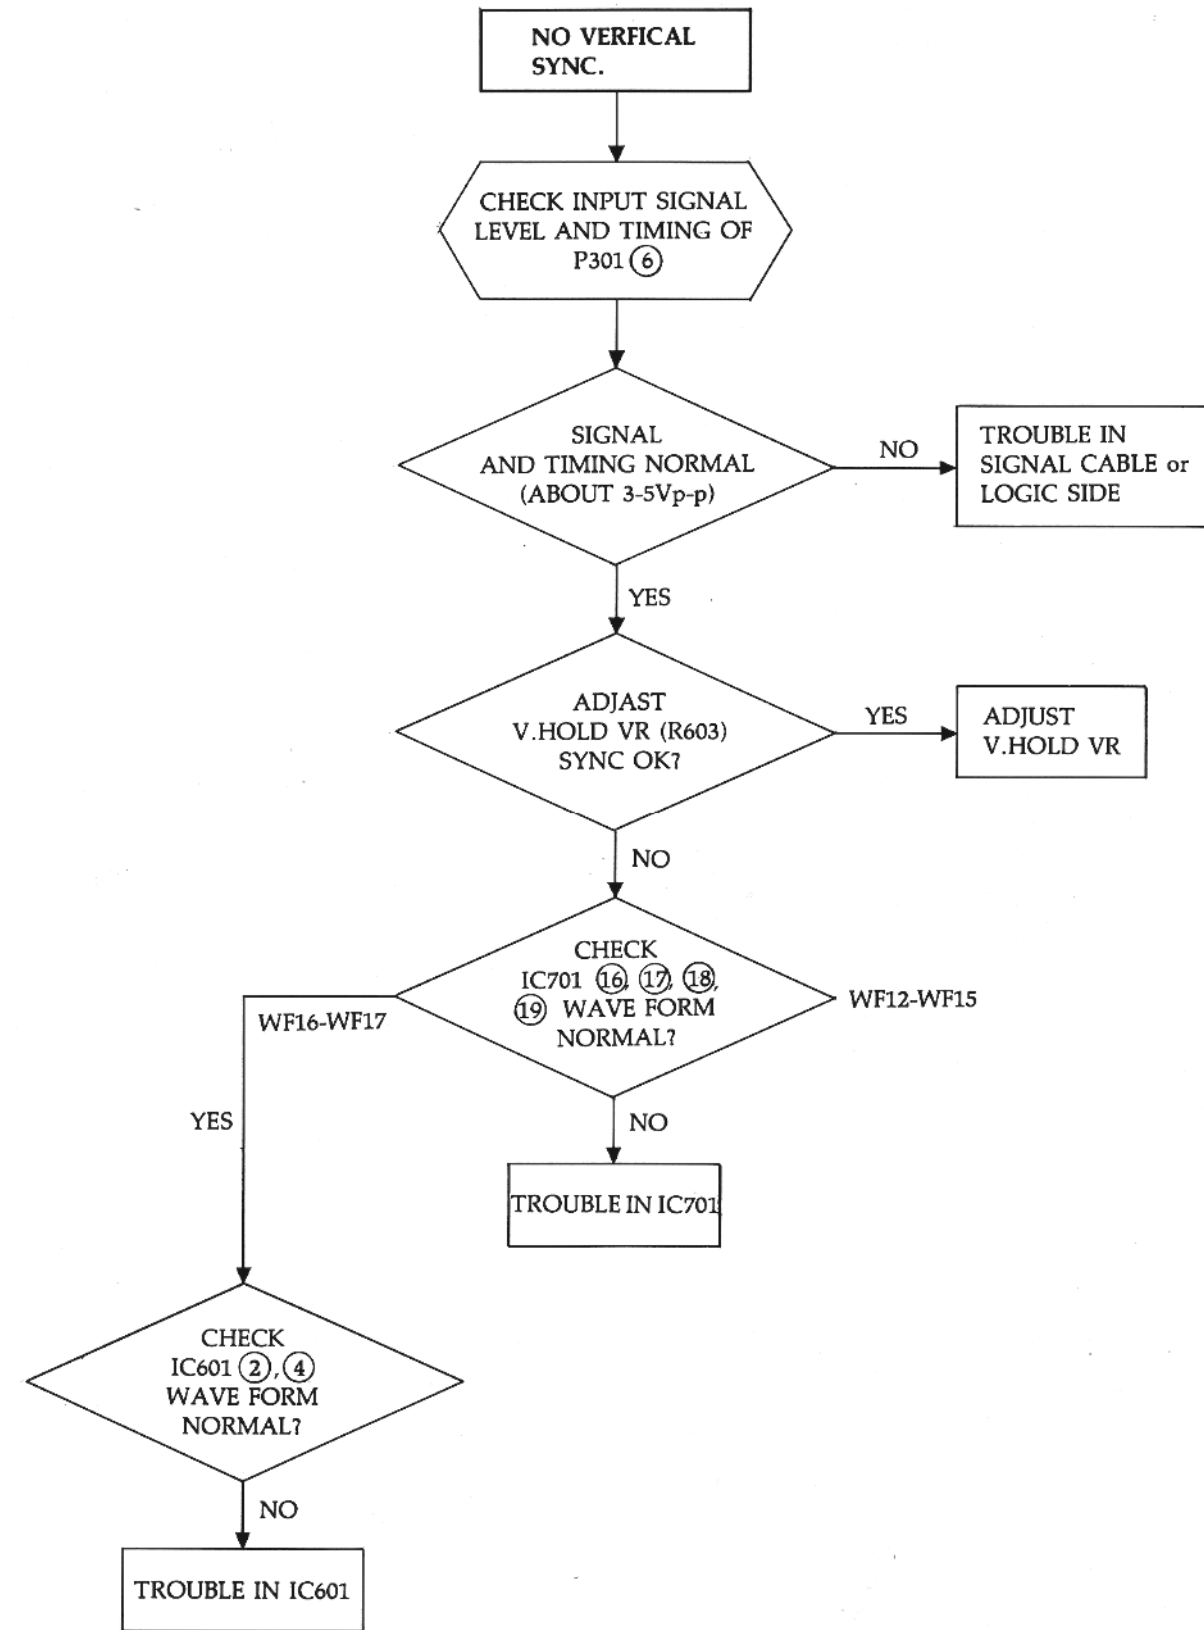 NO VERFICAL
SYNC.
CHECK INPUT SIGNAL
LEVEL AND TIMING OF
P301 ⑥
SIGNAL
AND TIMING NORMAL
(ABOUT 3-5Vp-p)
NO
TROUBLE IN
SIGNAL CABLE or
LOGIC SIDE
YES
ADJAST
V.HOLD VR (R603)
SYNC OK?
YES
ADJUST
V.HOLD VR
NO
CHECK
IC701 ⑯, ⑰, ⑱,
⑲ WAVE FORM
NORMAL?
WF12-WF15
WF16-WF17
YES
NO
TROUBLE IN IC701
CHECK
IC601 ②, ④
WAVE FORM
NORMAL?
NO
TROUBLE IN IC601